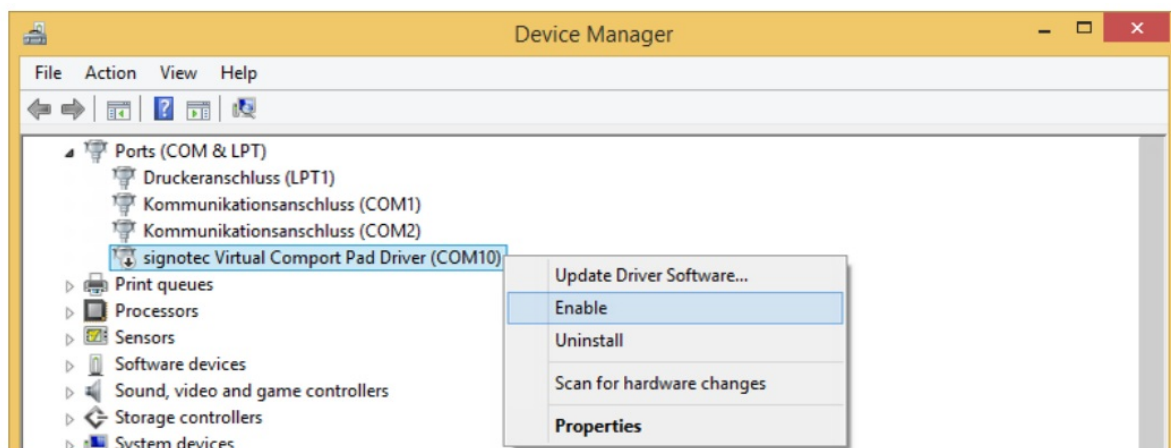 Device Manager
File Action View Help
Ports (COM & LPT)
Druckeranschluss (LPT1)
Kommunikationsanschluss (COM1)
Kommunikationsanschluss (COM2)
signotec Virtual Comport Pad Driver (COM10)
Print queues
Processors
Sensors
Software devices
Sound, video and game controllers
Storage controllers
System devices
Update Driver Software...
Enable
Uninstall
Scan for hardware changes
Properties